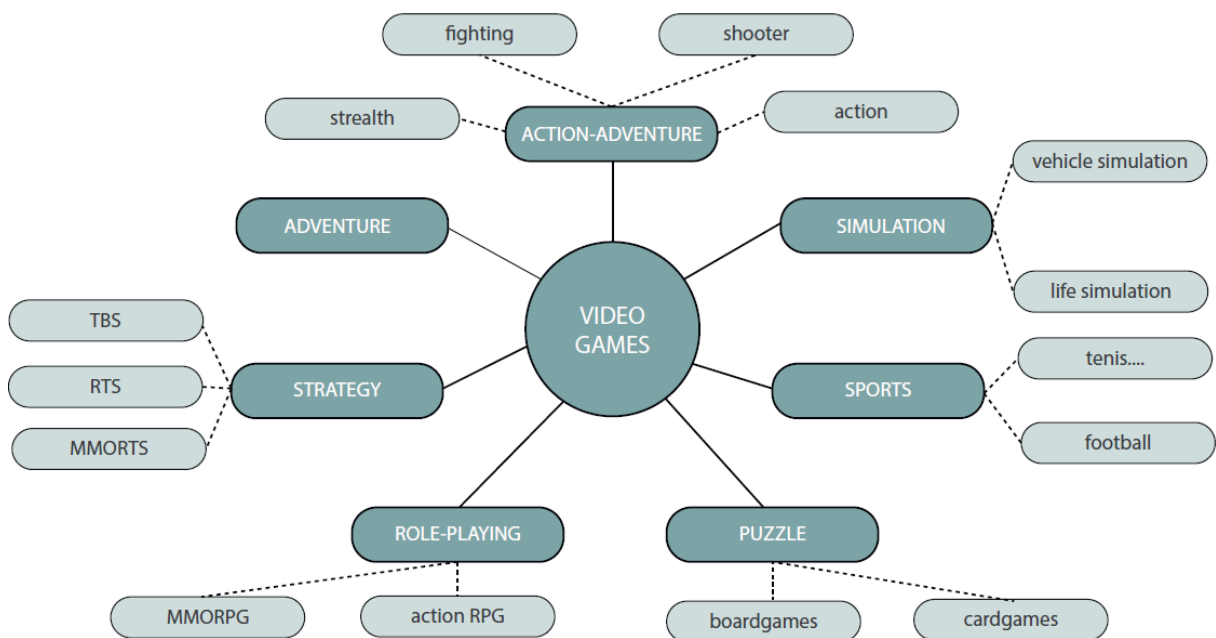 fighting
shooter
strealth
ACTION-ADVENTURE
action
vehicle simulation
ADVENTURE
SIMULATION
life simulation
VIDEO
GAMES
TBS
RTS
MMORTS
STRATEGY
SPORTS
tenis....
football
ROLE-PLAYING
PUZZLE
MMORPG
action RPG
boardgames
cardgames